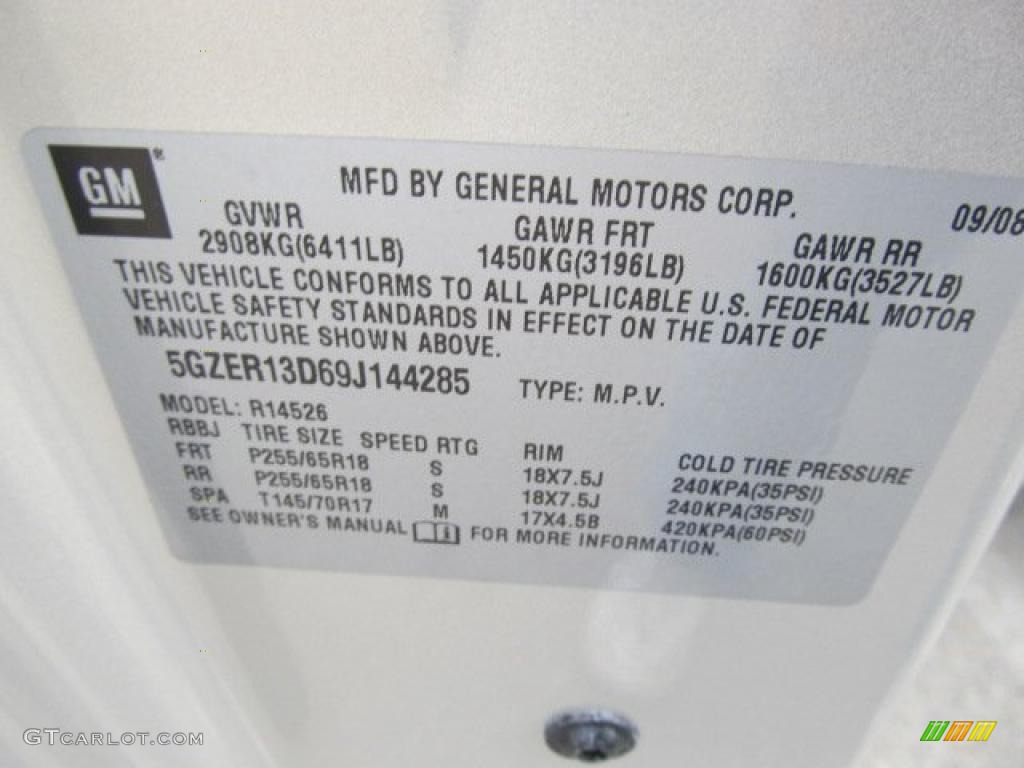 GM®
MFD BY GENERAL MOTORS CORP.
09/08
GVWR GAWR FRT GAWR RR
2908KG(6411LB) 1450KG(3196LB) 1600KG(3527LB)
THIS VEHICLE CONFORMS TO ALL APPLICABLE U.S. FEDERAL MOTOR
VEHICLE SAFETY STANDARDS IN EFFECT ON THE DATE OF
MANUFACTURE SHOWN ABOVE.
5GZER13D69J144285 TYPE: M.P.V.
MODEL: R14526
RBBJ TIRE SIZE SPEED RTG RIM COLD TIRE PRESSURE
FRT P255/65R18 S 18X7.5J 240KPA(35PSI)
RR P255/65R18 S 18X7.5J 240KPA(35PSI)
SPA T145/70R17 M 17X4.5B 420KPA(60PSI)
SEE OWNER'S MANUAL FOR MORE INFORMATION.
GTCARLOT.COM